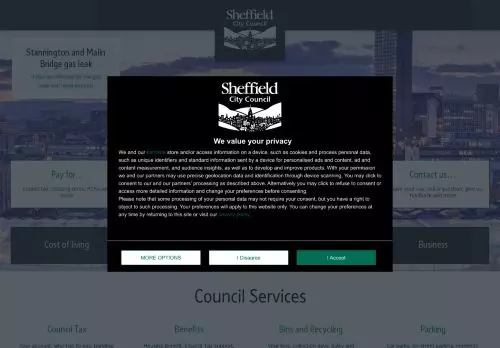 Sheffield
City Council
Stannington and Malin
Bridge gas leak
Sheffield
City Council
We value your privacy
We and our partners store and/or access information on a device, such as cookies and process personal data,
such as unique identifiers and standard information sent by a device for personalised ads and content, ad and
content measurement, and audience insights, as well as to develop and improve products. With your permission
we and our partners may use precise geolocation data and identification through device scanning. You may click to
consent to our and our partners' processing as described above. Alternatively you may click to refuse to consent or
access more detailed information and change your preferences before consenting.
Please note that some processing of your personal data may not require your consent, but you have a right to
object to such processing. Your preferences will apply to this website only. You can change your preferences at
any time by returning to this site or visit our privacy policy.
MORE OPTIONS
I Disagree
I Accept
Pay for...
Contact us...
Cost of living
Business
Council Services
Council Tax
Benefits
Bins and Recycling
Parking